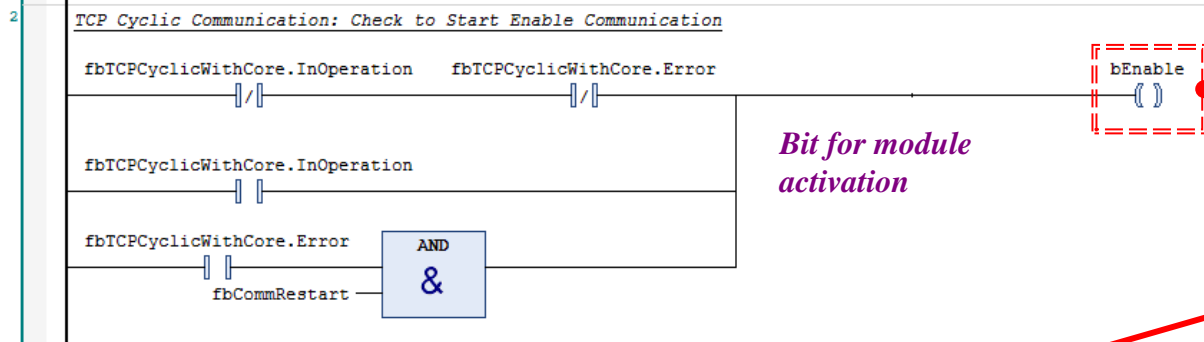 2
TCP Cyclic Communication: Check to Start Enable Communication
fbTCPCyclicWithCore.InOperation fbTCPCyclicWithCore.Error bEnable
Bit for module
activation
fbTCPCyclicWithCore.InOperation
fbTCPCyclicWithCore.Error
AND
&
fbCommRestart